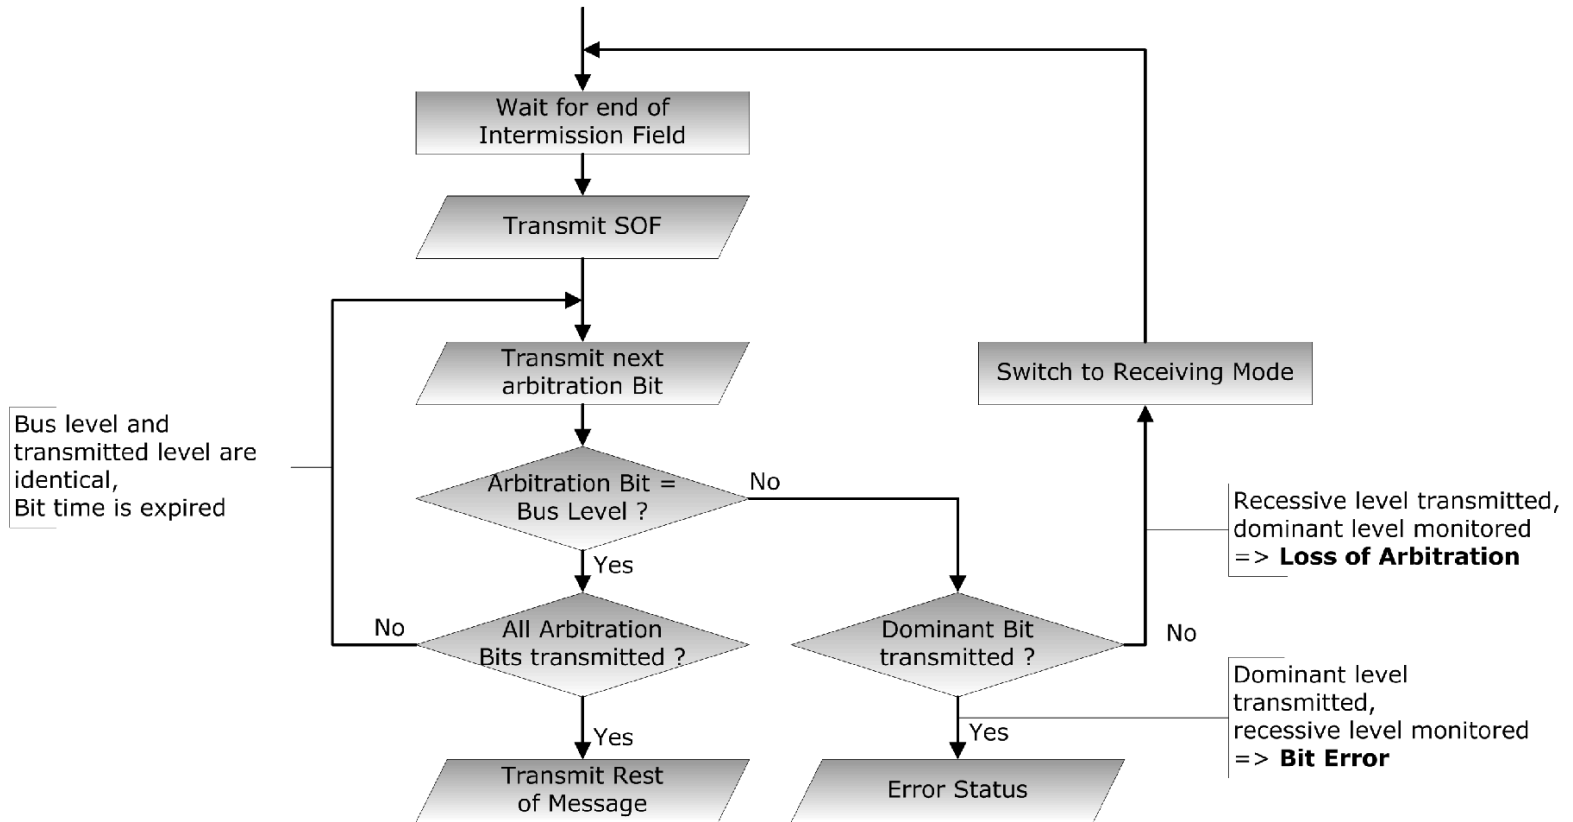 Wait for end of
Intermission Field
Transmit SOF
Transmit next
arbitration Bit
Switch to Receiving Mode
Bus level and
transmitted level are
identical,
Bit time is expired
Arbitration Bit =
Bus Level ?
No
Yes
Recessive level transmitted,
dominant level monitored
=> Loss of Arbitration
All Arbitration
Bits transmitted ?
No
Yes
Dominant Bit
transmitted ?
No
Yes
Dominant level
transmitted,
recessive level monitored
=> Bit Error
Transmit Rest
of Message
Error Status